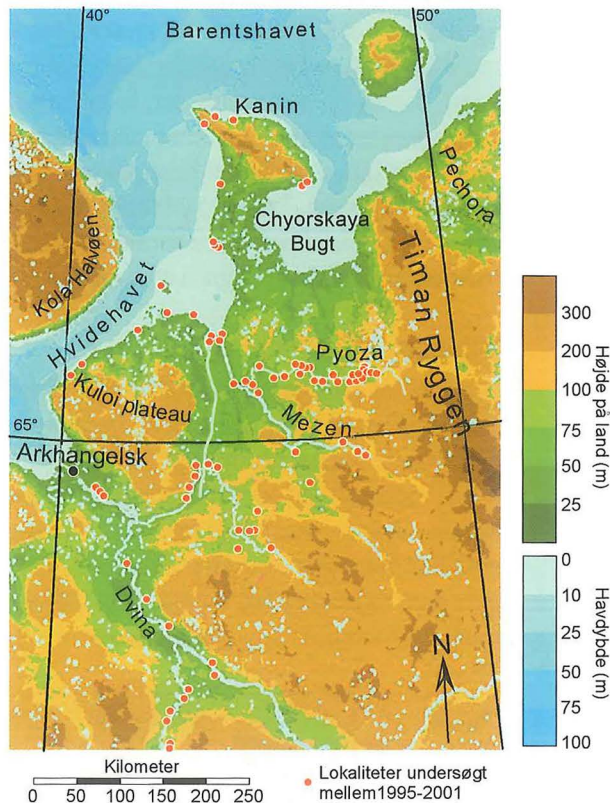 40°
50°
Barentshavet
Kanin
Pechora
Chyorskaya
Bugt
Kola Halvøen
Timan Ryggen
Hvidehavet
Pyoza
Kuloi plateau
Mezen
65°
Arkhangelsk
Dvina
N
300
200
100
75
50
25
Højde på land (m)
0
10
25
50
75
100
Havdybde (m)
Kilometer
0 50 100 150 200 250
Lokaliteter undersøgt
mellem1995-2001